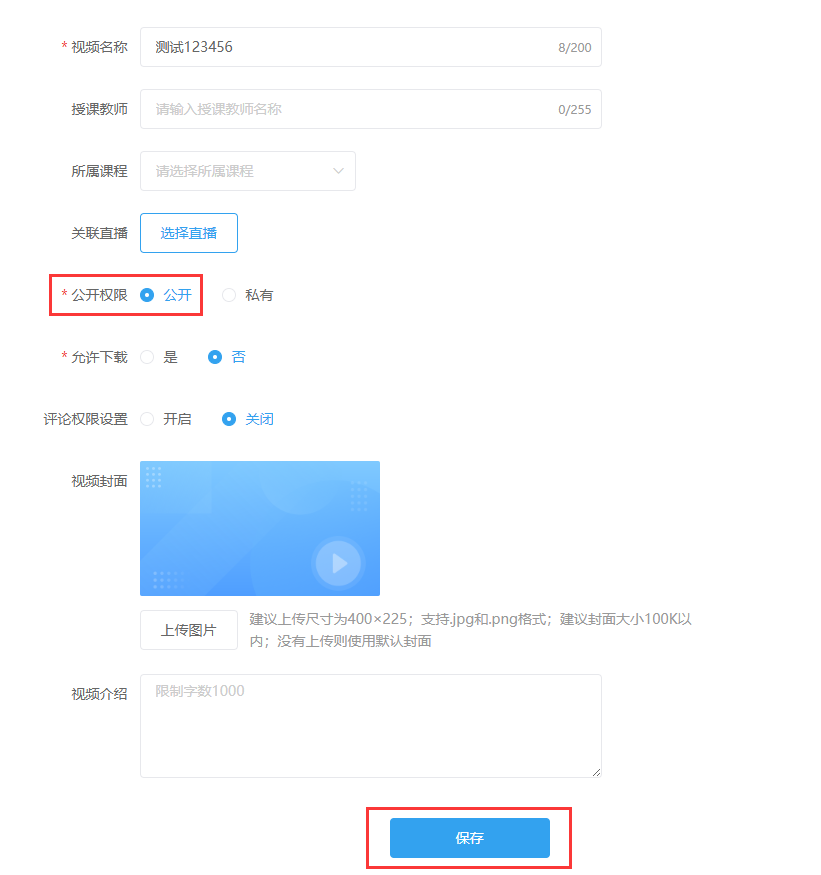 * 视频名称 测试123456 8/200
授课教师 请输入授课教师名称 0/255
所属课程 请选择所属课程
关联直播 选择直播
* 公开权限 公开 私有
* 允许下载 是 否
评论权限设置 开启 关闭
视频封面
上传图片 建议上传尺寸为400×225；支持.jpg和.png格式；建议封面大小100K以
内；没有上传则使用默认封面
视频介绍 限制字数1000
保存